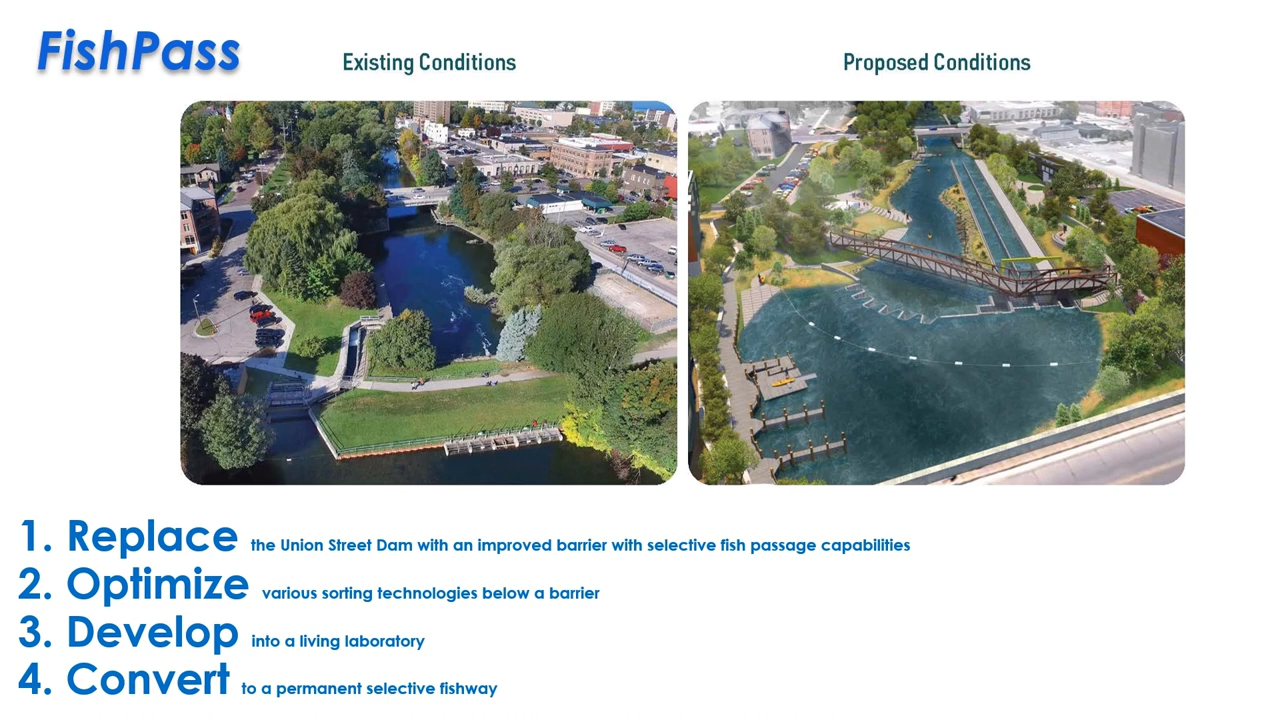 FishPass
Existing Conditions
Proposed Conditions
1. Replace the Union Street Dam with an improved barrier with selective fish passage capabilities
2. Optimize various sorting technologies below a barrier
3. Develop into a living laboratory
4. Convert to a permanent selective fishway